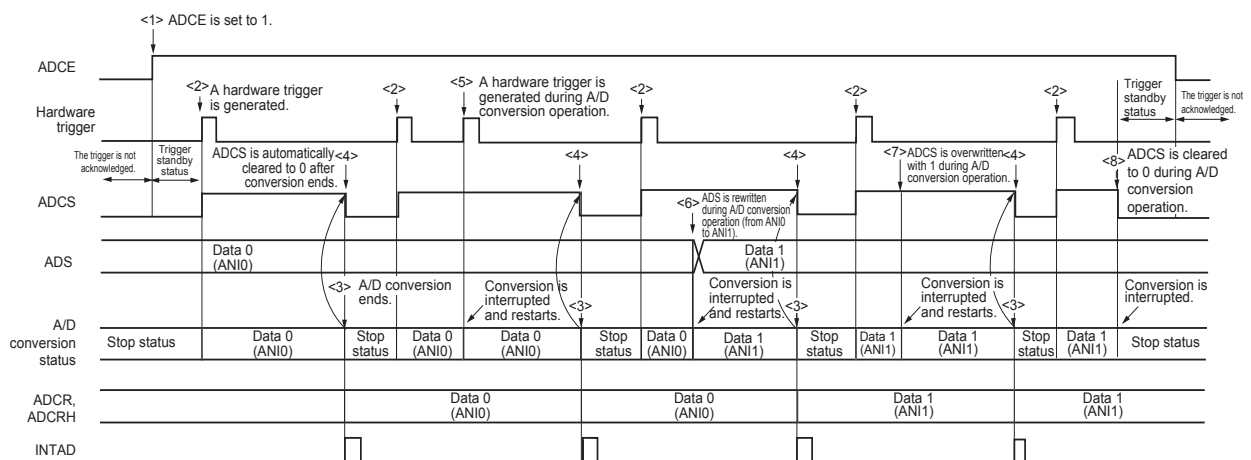 <1> ADCE is set to 1.
ADCE
<2> A hardware trigger
is generated.
<2>
<5> A hardware trigger is
generated during A/D
conversion operation.
<2>
<2>
<2>
Trigger
standby
status
The trigger is not
acknowledged.
Hardware
trigger
The trigger is not
acknowledged.
Trigger
standby
status
ADCS is automatically
cleared to 0 after
conversion ends.
<4>
<4>
<4>
<7> ADCS is overwritten
with 1 during A/D
conversion operation.
<4>
<8> ADCS is cleared
to 0 during A/D
conversion
operation.
ADCS
<6> ADS is rewritten
during A/D conversion
operation (from ANI0
to ANI1).
ADS
Data 0
(ANI0)
Data 1
(ANI1)
<3> A/D conversion
ends.
Conversion is
interrupted
and restarts.
<3>
Conversion is
interrupted
and restarts.
<3>
Conversion is
interrupted
and restarts.
<3>
Conversion is
interrupted.
A/D
conversion
status
Stop status
Data 0
(ANI0)
Stop
status
Data 0
(ANI0)
Data 0
(ANI0)
Stop
status
Data 0
(ANI0)
Data 1
(ANI1)
Stop
status
Data 1
(ANI1)
Data 1
(ANI1)
Stop
status
Data 1
(ANI1)
Stop status
ADCR,
ADCRH
Data 0
(ANI0)
Data 0
(ANI0)
Data 1
(ANI1)
Data 1
(ANI1)
INTAD